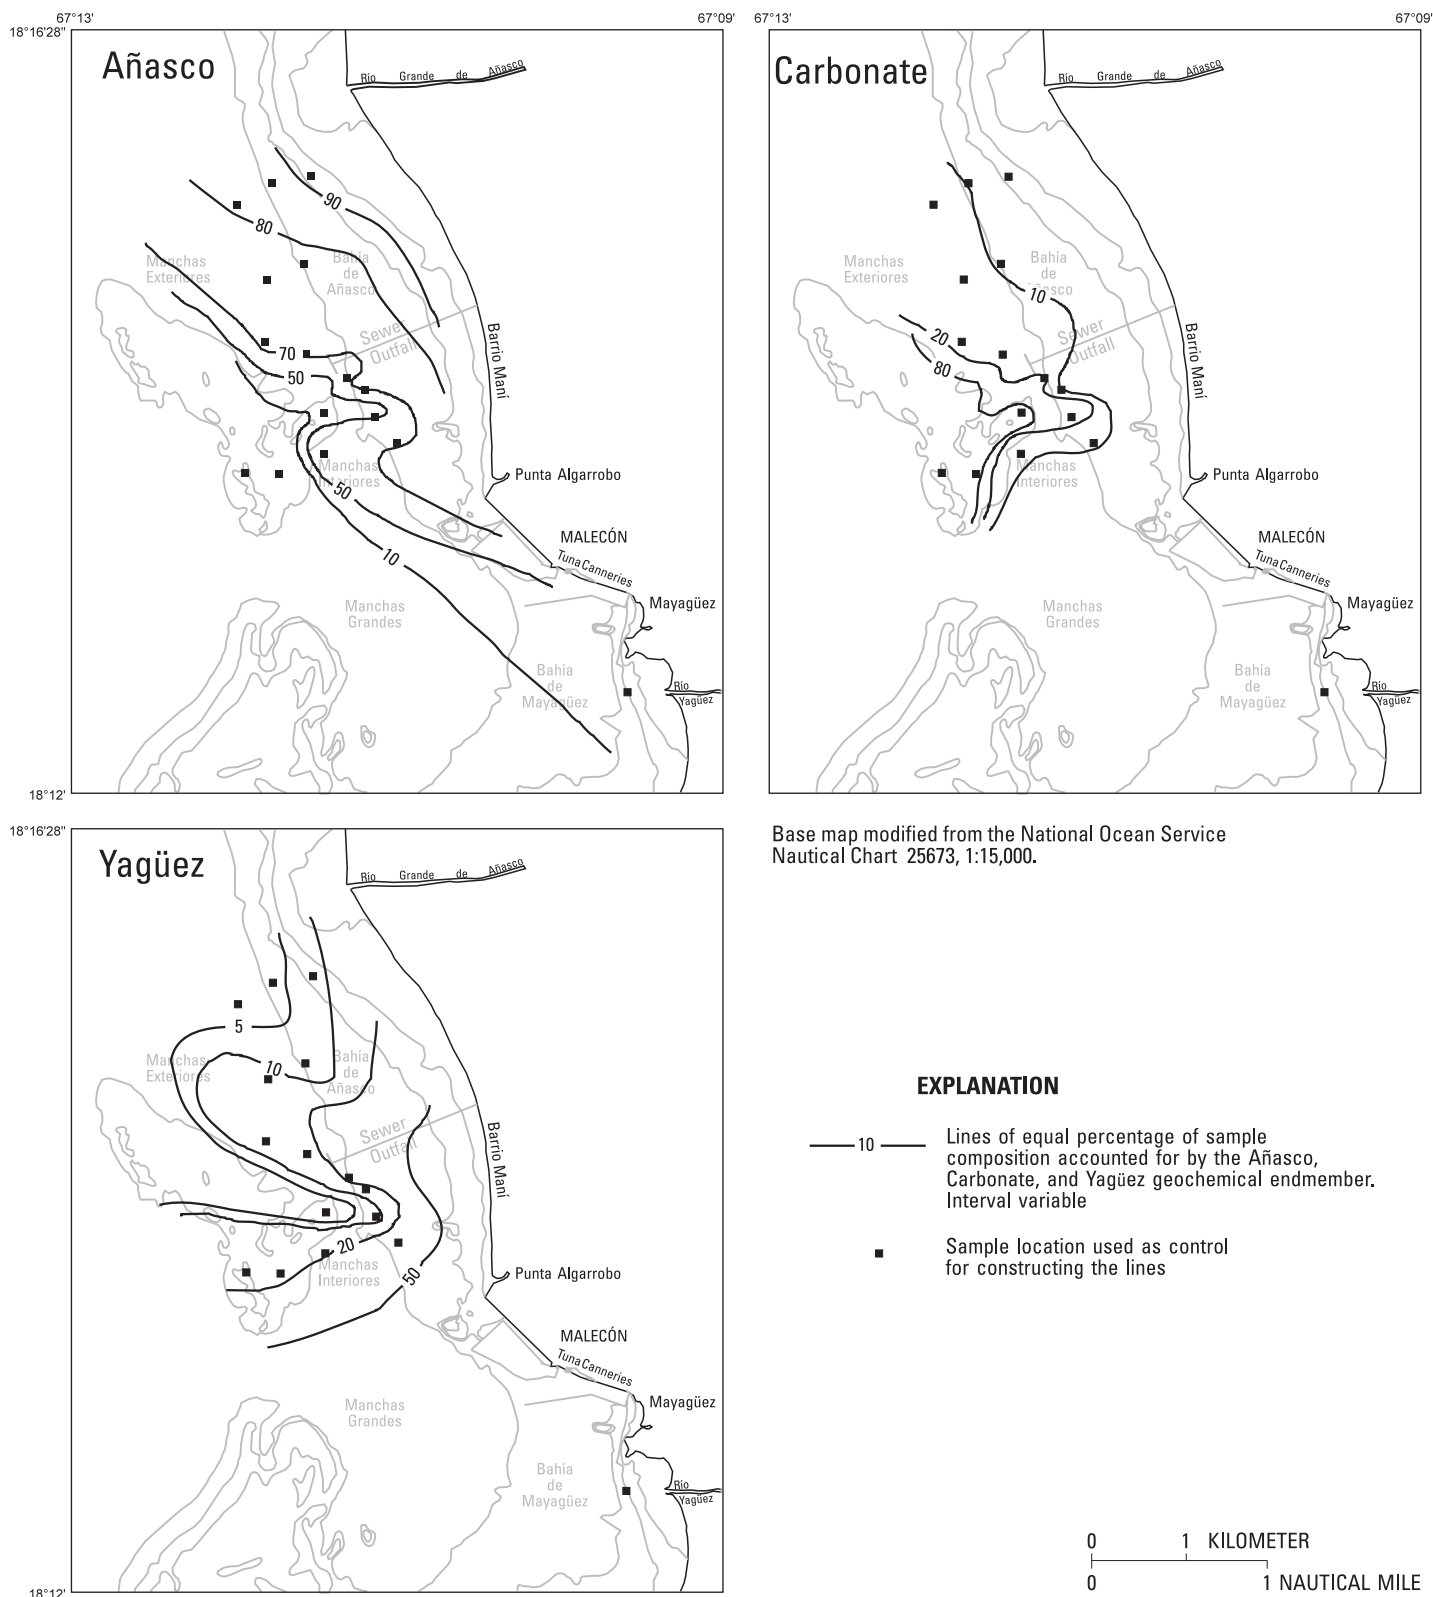 67°13'
67°09'
67°13'
67°09'
18°16'28"
Añasco
Río Grande de Añasco
90
80
Manchas
Exteriores
Bahía
de
Añasco
Sewer
Outfall
Barrio Maní
70
50
Manchas
Interiores
50
Punta Algarrobo
10
MALECÓN
Tuna Canneries
Mayagüez
Manchas
Grandes
Bahía
de
Mayagüez
Río
Yagüez
18°12'
Carbonate
Río Grande de Añasco
Manchas
Exteriores
Bahía
de
Añasco
10
20
Sewer
Outfall
80
Barrio Maní
Manchas
Interiores
Punta Algarrobo
MALECÓN
Tuna Canneries
Mayagüez
Manchas
Grandes
Bahía
de
Mayagüez
Río
Yagüez
18°16'28"
Yagüez
Río Grande de Añasco
5
10
Manchas
Exteriores
Bahía
de
Añasco
Sewer
Outfall
Barrio Maní
20
Manchas
Interiores
50
Punta Algarrobo
MALECÓN
Tuna Canneries
Mayagüez
Manchas
Grandes
Bahía
de
Mayagüez
Río
Yagüez
18°12'
Base map modified from the National Ocean Service
Nautical Chart 25673, 1:15,000.
EXPLANATION
10
Lines of equal percentage of sample
composition accounted for by the Añasco,
Carbonate, and Yagüez geochemical endmember.
Interval variable
Sample location used as control
for constructing the lines
0 1 KILOMETER
0 1 NAUTICAL MILE